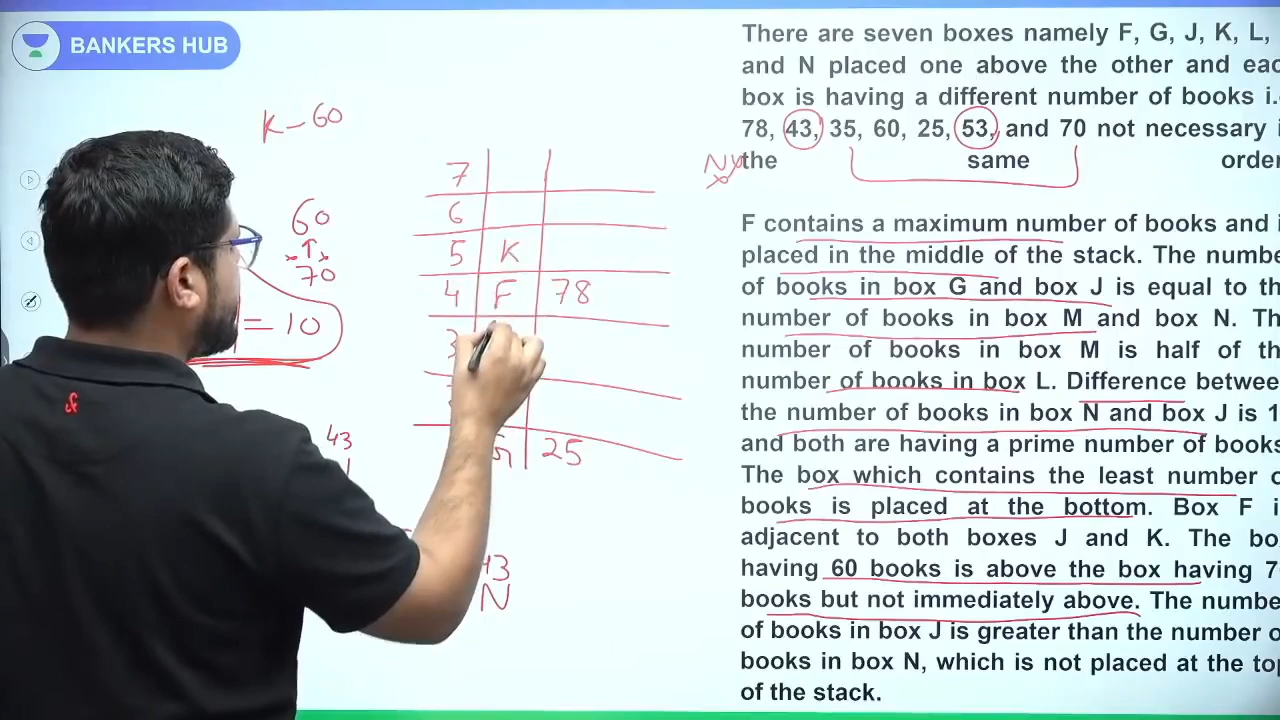 BANKERS HUB
K-60
60
70
= 10
43
7
6
5 K
4 F 78
3
G 25
43
N
N
There are seven boxes namely F, G, J, K, L,
and N placed one above the other and eac
box is having a different number of books i.
78, 43, 35, 60, 25, 53, and 70 not necessary i
the same order
F contains a maximum number of books and i
placed in the middle of the stack. The numbe
of books in box G and box J is equal to th
number of books in box M and box N. Th
number of books in box M is half of th
number of books in box L. Difference betwee
the number of books in box N and box J is 1
and both are having a prime number of books
The box which contains the least number o
books is placed at the bottom. Box F i
adjacent to both boxes J and K. The bo
having 60 books is above the box having 7
books but not immediately above. The numbe
of books in box J is greater than the number o
books in box N, which is not placed at the top
of the stack.